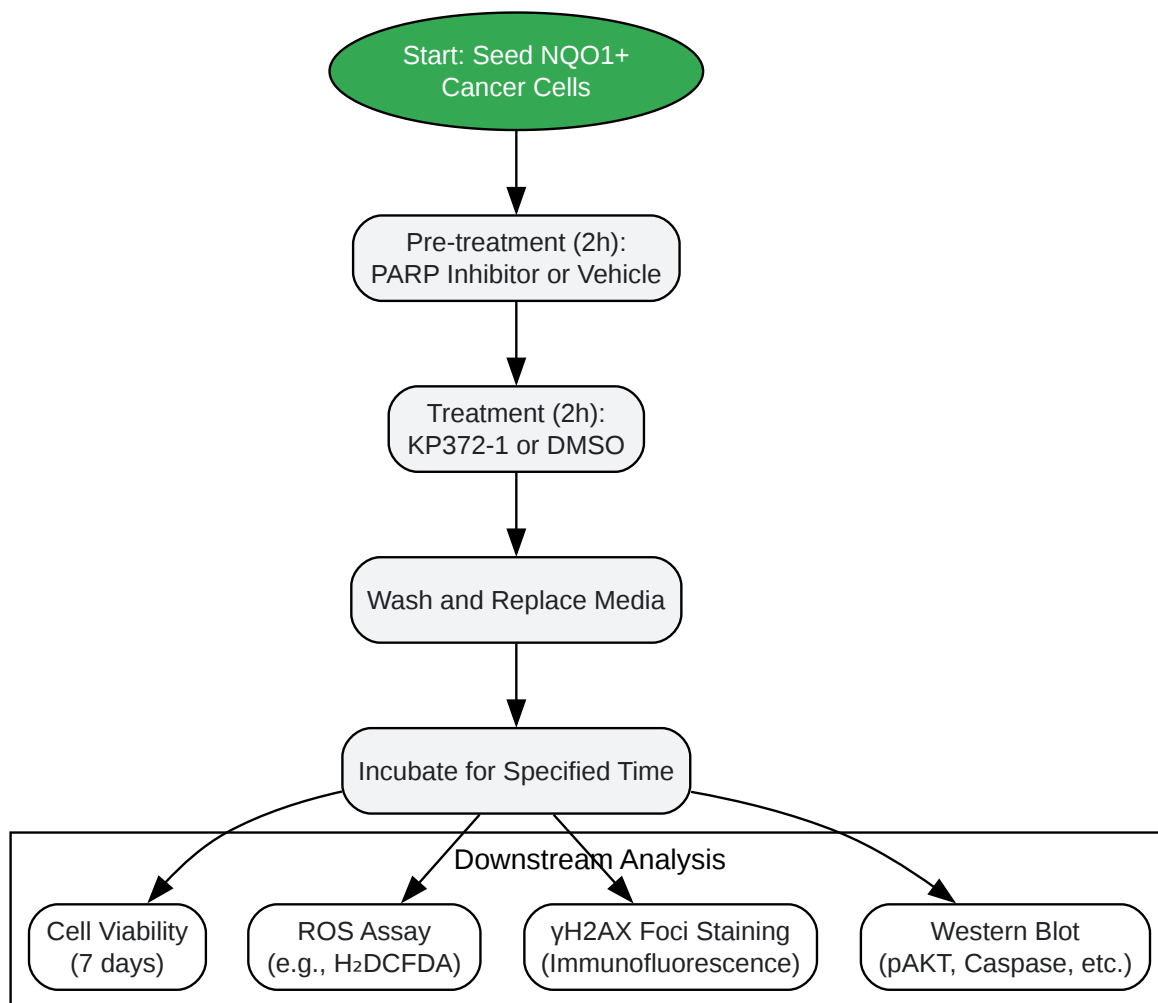 Start: Seed NQO1+
Cancer Cells
Pre-treatment (2h):
PARP Inhibitor or Vehicle
Treatment (2h):
KP372-1 or DMSO
Wash and Replace Media
Incubate for Specified Time
Downstream Analysis
Cell Viability
(7 days)
ROS Assay
(e.g., H₂DCFDA)
γH2AX Foci Staining
(Immunofluorescence)
Western Blot
(pAKT, Caspase, etc.)